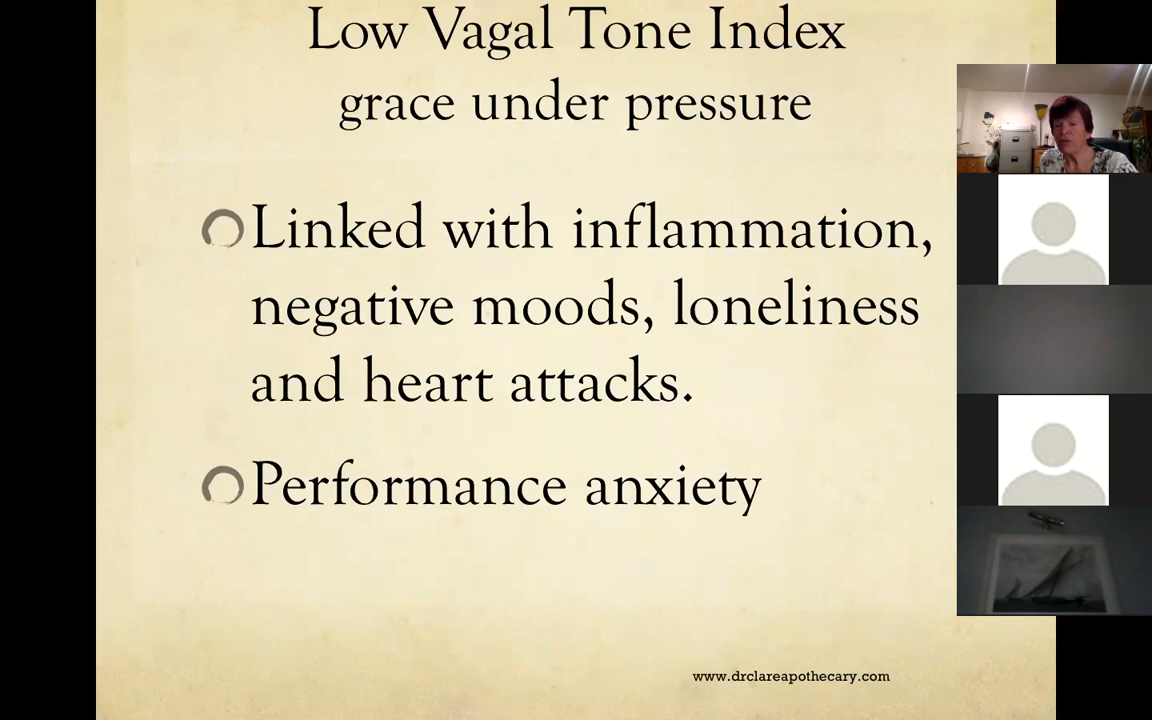 Low Vagal Tone Index
grace under pressure
Linked with inflammation,
negative moods, loneliness
and heart attacks.
Performance anxiety
www.drclareapothecary.com